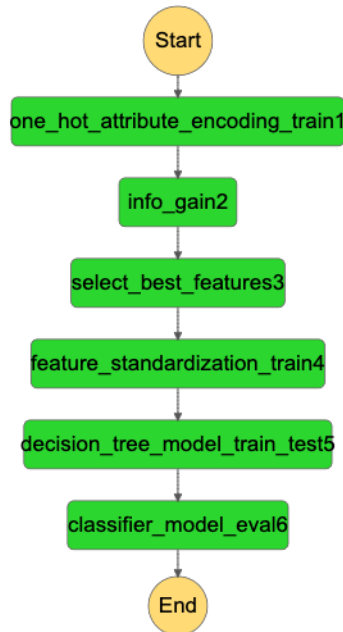 Start
one_hot_attribute_encoding_train1
info_gain2
select_best_features3
feature_standardization_train4
decision_tree_model_train_test5
classifier_model_eval6
End